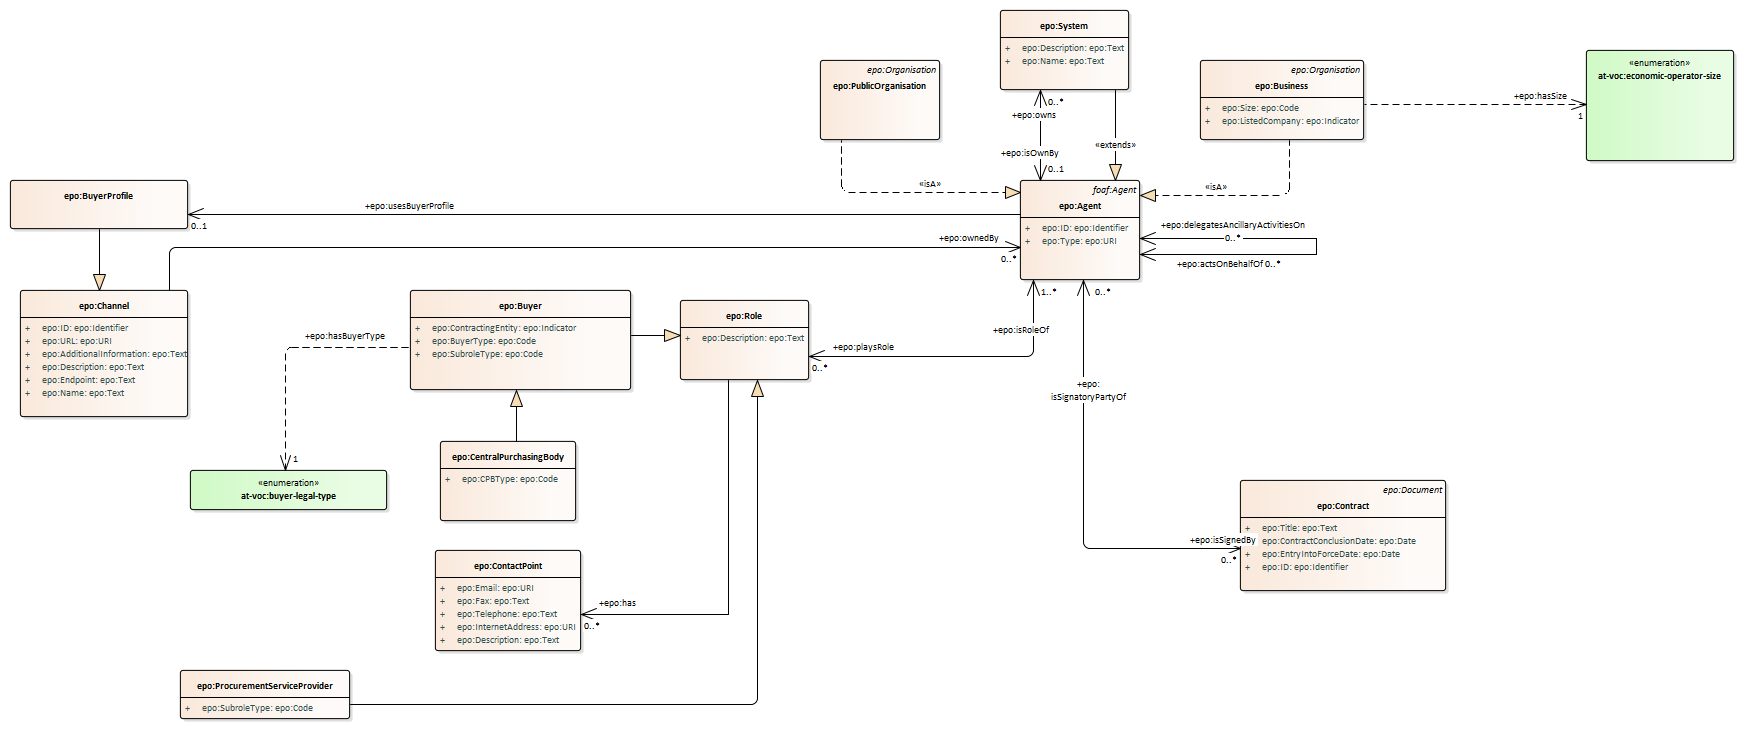 epo:System
+ epo:Description: epo:Text
+ epo:Name: epo:Text
epo:Organisation
epo:PublicOrganisation
epo:Organisation
epo:Business
+ epo:Size: epo:Code
+ epo:ListedCompany: epo:Indicator
«enumeration»
at-voc:economic-operator-size
+epo:hasSize
1
0..*
+epo:owns
+epo:isOwnBy
0..1
«extends»
«isA»
«isA»
foaf:Agent
epo:Agent
+ epo:ID: epo:Identifier
+ epo:Type: epo:URI
epo:BuyerProfile
+epo:usesBuyerProfile
0..1
+epo:ownedBy
0..*
+epo:delegatesAncillaryActivitiesOn
0..*
+epo:actsOnBehalfOf 0..*
epo:Channel
+ epo:ID: epo:Identifier
+ epo:URL: epo:URI
+ epo:AdditionalInformation: epo:Text
+ epo:Description: epo:Text
+ epo:Endpoint: epo:Text
+ epo:Name: epo:Text
+epo:hasBuyerType
1
epo:Buyer
+ epo:ContractingEntity: epo:Indicator
+ epo:BuyerType: epo:Code
+ epo:SubroleType: epo:Code
epo:Role
+ epo:Description: epo:Text
1..*
+epo:isRoleOf
+epo:playsRole
0..*
0..*
+epo:
isSignatoryPartyOf
«enumeration»
at-voc:buyer-legal-type
epo:CentralPurchasingBody
+ epo:CPBType: epo:Code
epo:Document
epo:Contract
+ epo:Title: epo:Text
epo:ContractConclusionDate: epo:Date
+ epo:EntryIntoForceDate: epo:Date
+ epo:ID: epo:Identifier
+epo:isSignedBy
0..*
epo:ContactPoint
+ epo:Email: epo:URI
+ epo:Fax: epo:Text
+ epo:Telephone: epo:Text
+ epo:InternetAddress: epo:URI
+ epo:Description: epo:Text
+epo:has
0..*
epo:ProcurementServiceProvider
+ epo:SubroleType: epo:Code